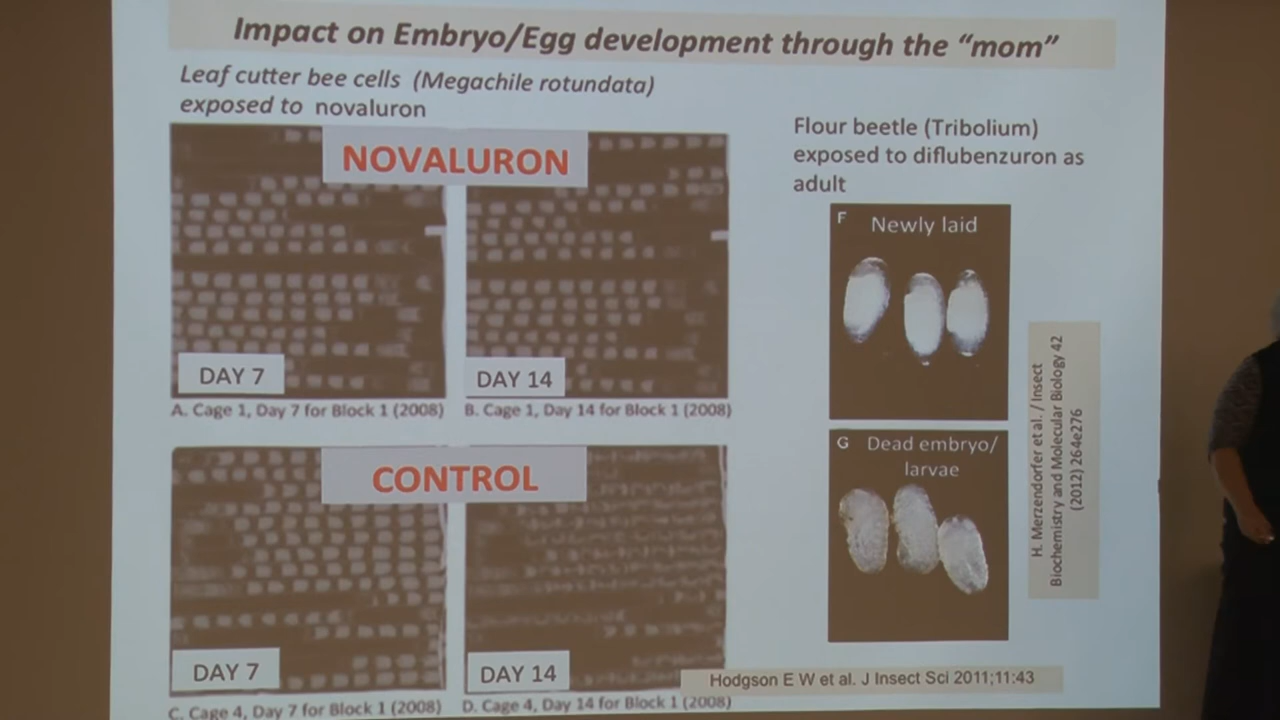 Impact on Embryo/Egg development through the “mom”
Leaf cutter bee cells (Megachile rotundata)
exposed to novaluron
NOVALURON
DAY 7
DAY 14
A. Cage 1, Day 7 for Block 1 (2008)
B. Cage 1, Day 14 for Block 1 (2008)
CONTROL
DAY 7
DAY 14
C. Cage 4, Day 7 for Block 1 (2008)
D. Cage 4, Day 14 for Block 1 (2008)
Flour beetle (Tribolium)
exposed to diflubenzuron as
adult
F
Newly laid
G
Dead embryo/
larvae
H. Merzendorfer et al. / Insect
Biochemistry and Molecular Biology 42
(2012) 264e276
Hodgson E W et al. J Insect Sci 2011;11:43